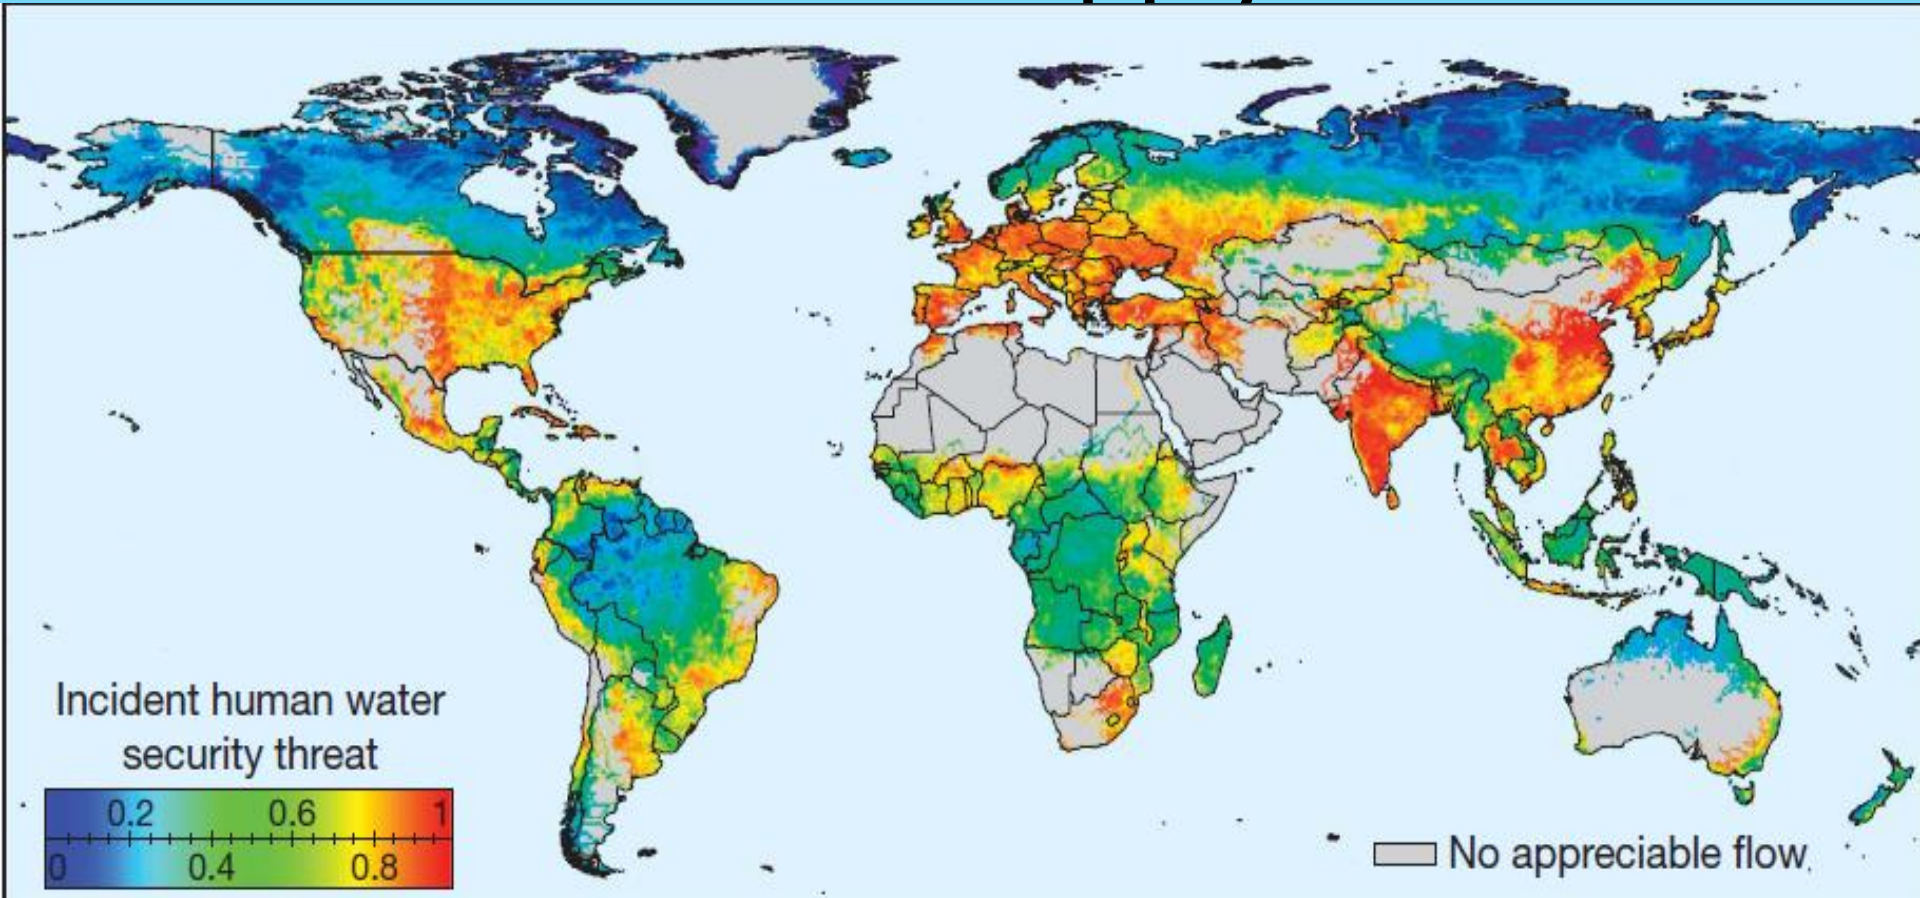 Incident human water
security threat
0.2 0.6 1
0 0.4 0.8
No appreciable flow